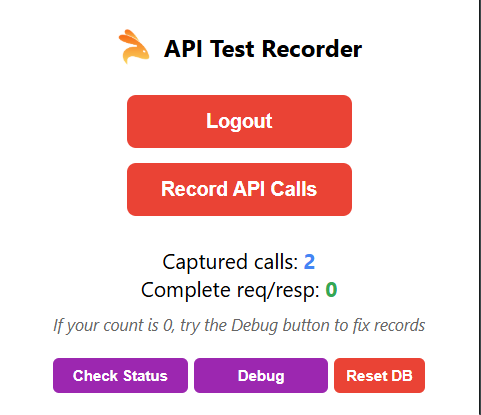 API Test Recorder
Logout
Record API Calls
Captured calls: 2
Complete req/resp: 0
If your count is 0, try the Debug button to fix records
Check Status
Debug
Reset DB